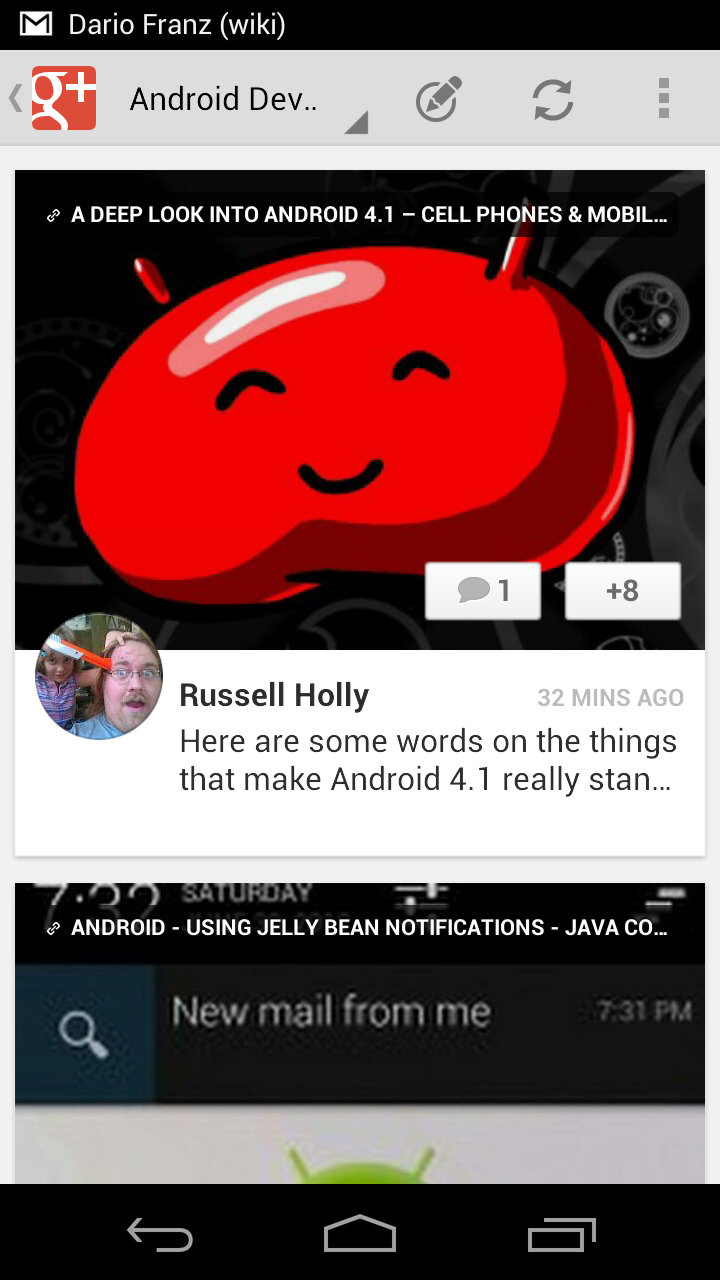 Dario Franz (wiki)
g+
Android Dev..
A DEEP LOOK INTO ANDROID 4.1 – CELL PHONES & MOBIL...
1
+8
Russell Holly
32 MINS AGO
Here are some words on the things
that make Android 4.1 really stan...
7:32
SATURDAY
ANDROID - USING JELLY BEAN NOTIFICATIONS - JAVA CO...
New mail from me
7:31 PM